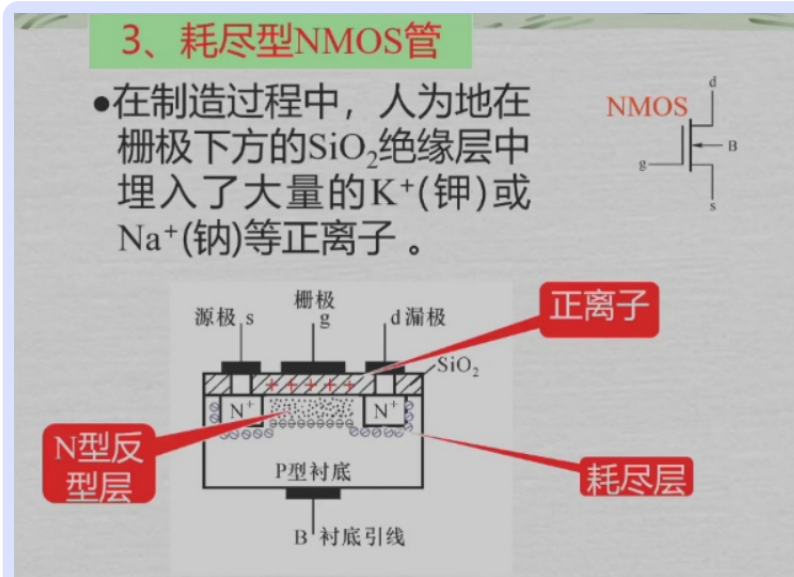 3、耗尽型NMOS管
●在制造过程中，人为地在
栅极下方的SiO₂绝缘层中
埋入了大量的K⁺(钾)或
Na⁺(钠)等正离子 。
NMOS
d
B
g
s
正离子
栅极
源极 s
g
d 漏极
SiO₂
+ + + + +
N⁺
N⁺
N型反
型层
P型衬底
耗尽层
B 衬底引线